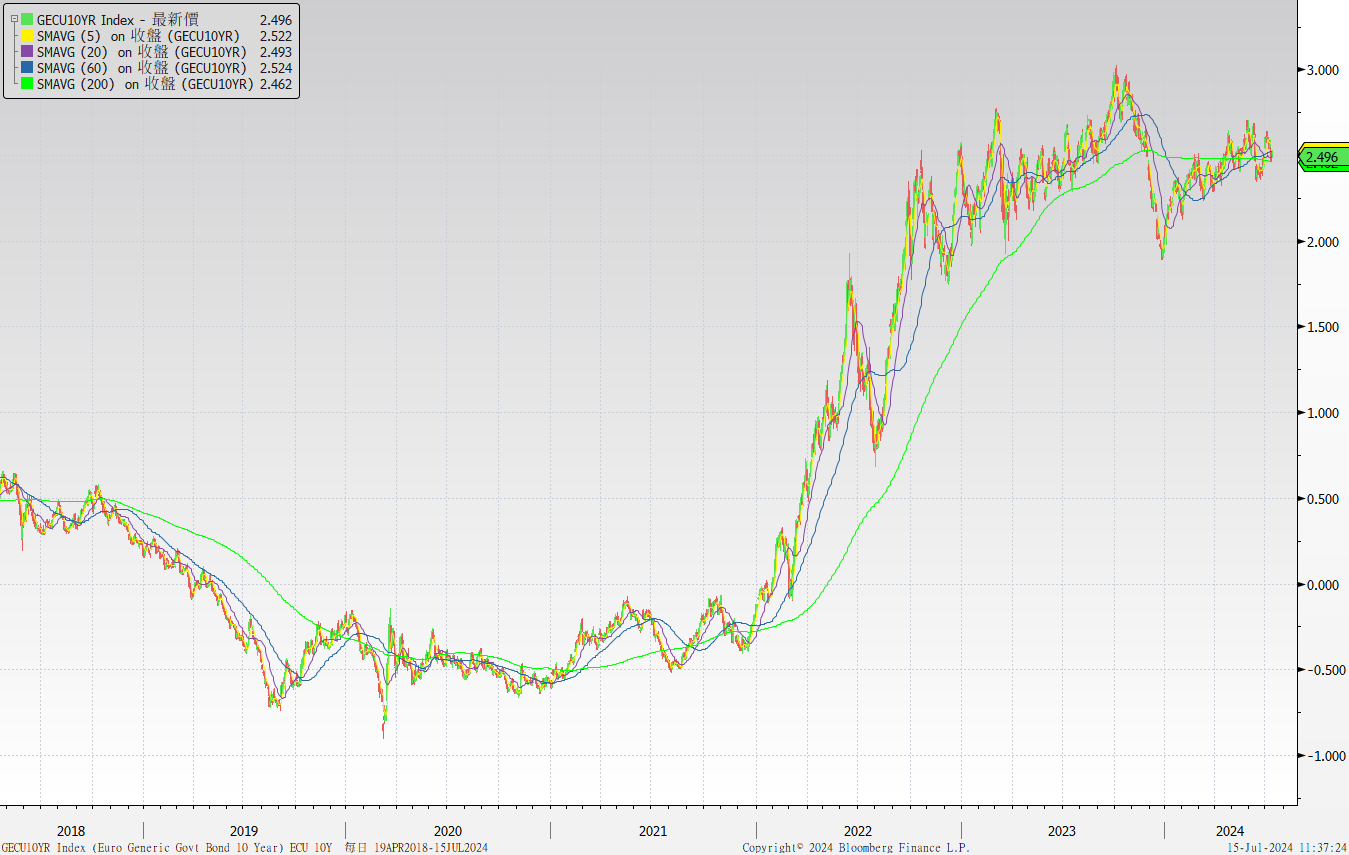 GECU10YR Index - 最新價 2.496
SMAVG (5) on 收盤 (GECU10YR) 2.522
SMAVG (20) on 收盤 (GECU10YR) 2.493
SMAVG (60) on 收盤 (GECU10YR) 2.524
SMAVG (200) on 收盤 (GECU10YR) 2.462
3.000
2.496
2.000
1.500
1.000
0.500
0.000
-0.500
-1.000
2018 2019 2020 2021 2022 2023 2024
GECU10YR Index (Euro Generic Govt Bond 10 Year) ECU 10Y 每日 19APR2018-15JUL2024 Copyright© 2024 Bloomberg Finance L.P. 15-Jul-2024 11:37:24